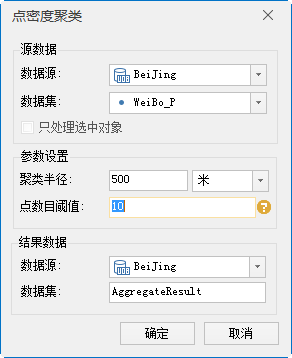 点密度聚类
源数据
数据源: BeiJing
数据集: WeiBo_P
只处理选中对象
参数设置
聚类半径: 500 米
点数目阈值: 10
结果数据
数据源: BeiJing
数据集: AggregateResult
确定 取消